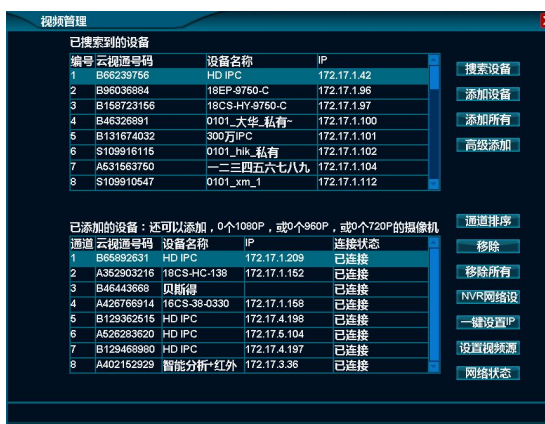 视频管理
已搜索到的设备
编号 云视通号码 设备名称 IP
1 B66239756 HD IPC 172.17.1.42
2 B96036884 18EP-9750-C 172.17.1.96
3 B158723156 18CS-HY-9750-C 172.17.1.97
4 B46326891 0101_大华_私有~ 172.17.1.100
5 B131674032 300万IPC 172.17.1.101
6 S109916115 0101_hik_私有 172.17.1.102
7 A531563750 一二三四五六七八九 172.17.1.104
8 S109910547 0101_xm_1 172.17.1.112
搜索设备
添加设备
添加所有
高级添加
已添加的设备：还可以添加，0个1080P，或0个960P，或0个720P的摄像机
通道 云视通号码 设备名称 IP 连接状态
1 B65892631 HD IPC 172.17.1.209 已连接
2 A352903216 18CS-HC-138 172.17.1.152 已连接
3 B46443668 贝斯得 已连接
4 A426766914 16CS-38-0330 172.17.1.158 已连接
5 B129362515 HD IPC 172.17.4.198 已连接
6 A526283620 HD IPC 172.17.5.104 已连接
7 B129468980 HD IPC 172.17.4.197 已连接
8 A402152929 智能分析+红外 172.17.3.36 已连接
通道排序
移除
移除所有
NVR网络设
一键设置IP
设置视频源
网络状态